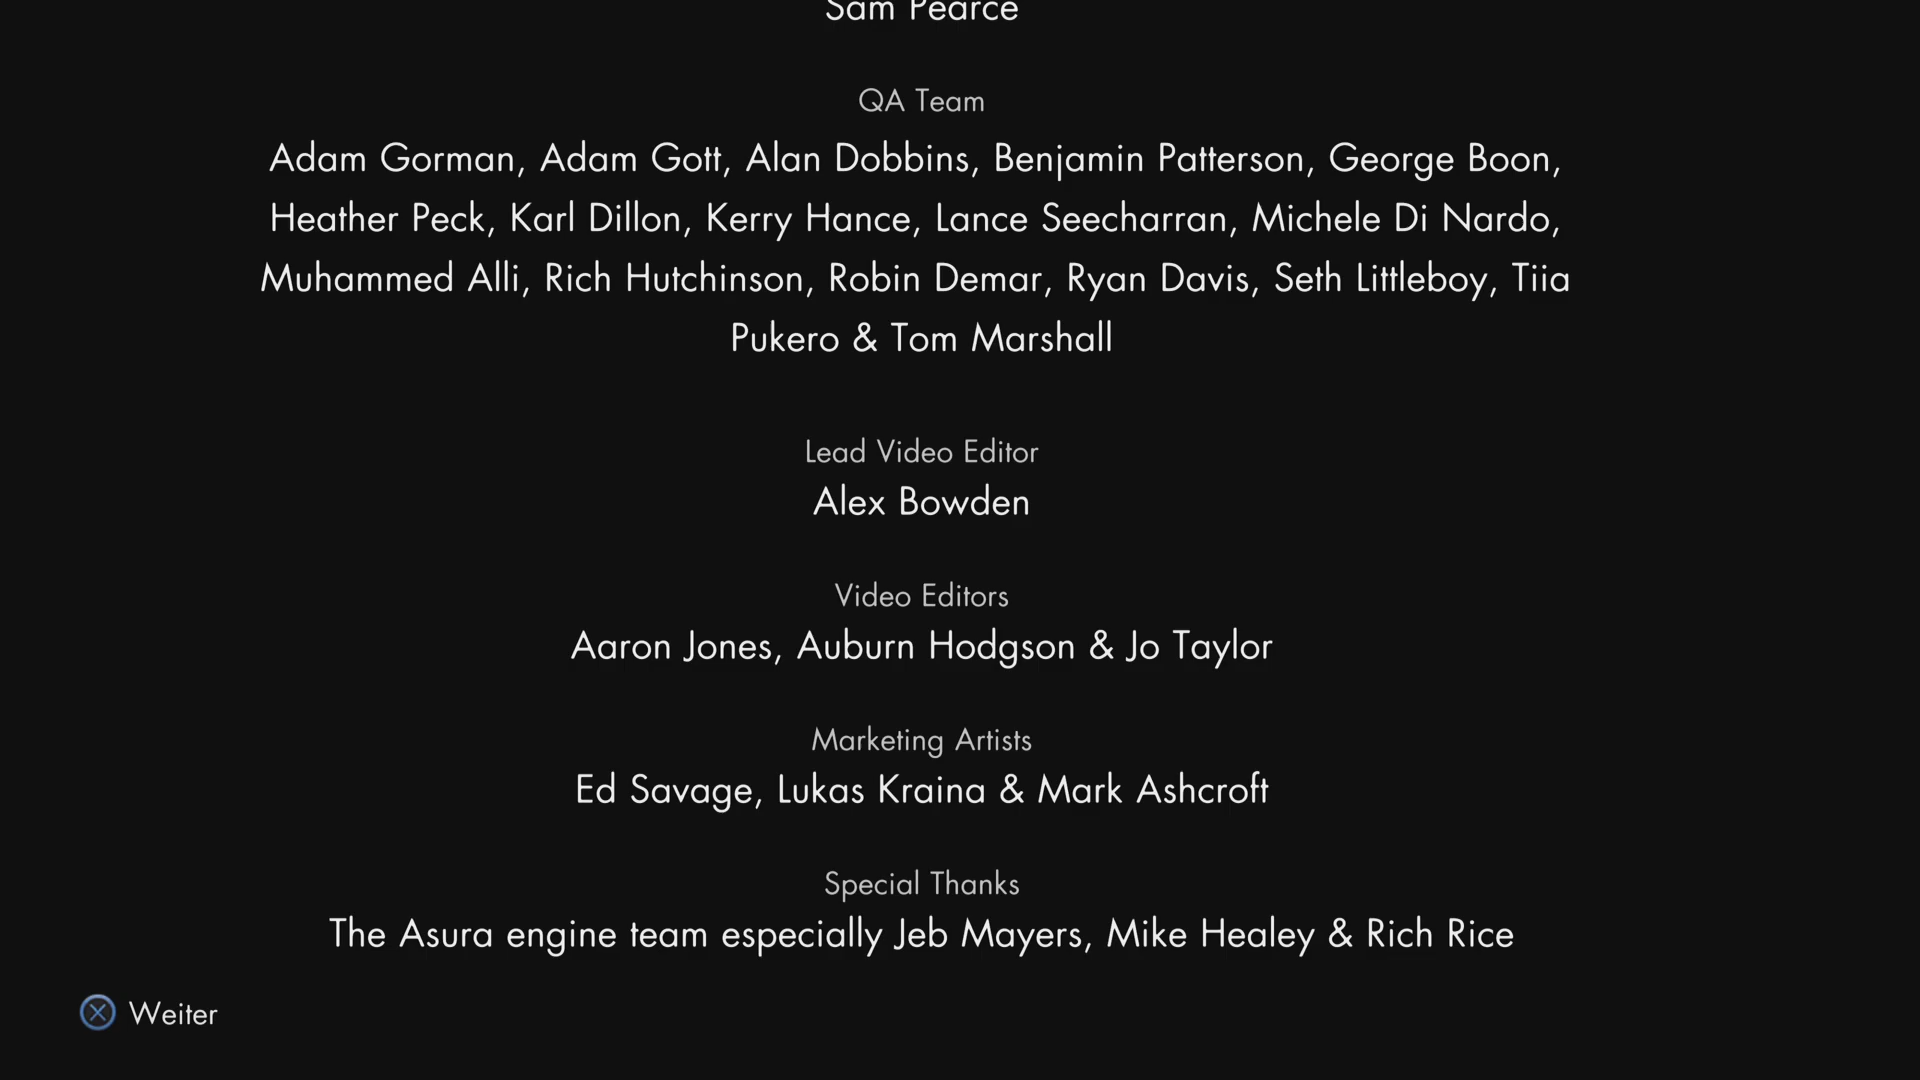 Sam Pearce
QA Team
Adam Gorman, Adam Gott, Alan Dobbins, Benjamin Patterson, George Boon,
Heather Peck, Karl Dillon, Kerry Hance, Lance Seecharran, Michele Di Nardo,
Muhammed Alli, Rich Hutchinson, Robin Demar, Ryan Davis, Seth Littleboy, Tiia
Pukero & Tom Marshall
Lead Video Editor
Alex Bowden
Video Editors
Aaron Jones, Auburn Hodgson & Jo Taylor
Marketing Artists
Ed Savage, Lukas Kraina & Mark Ashcroft
Special Thanks
The Asura engine team especially Jeb Mayers, Mike Healey & Rich Rice
Weiter